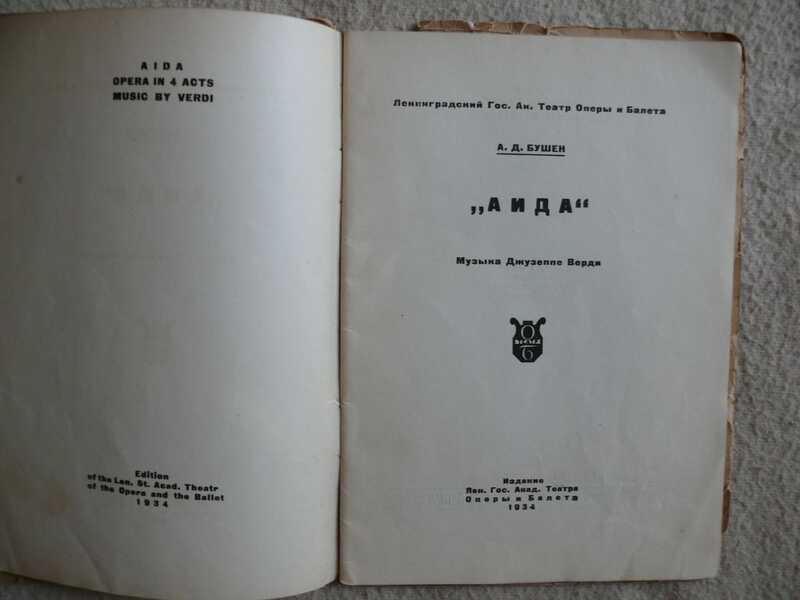 AIDA
OPERA IN 4 ACTS
MUSIC BY VERDI
Edition
of the Len. St. Acad. Theatr
of the Opera and the Ballet
1934
Ленинградский Гос. Ак. Театр Оперы и Балета
А. Д. БУШЕН
„АИДА“
Музыка Джузеппе Верди
Издание
Лен. Гос. Акад. Театра
Оперы и Балета
1934